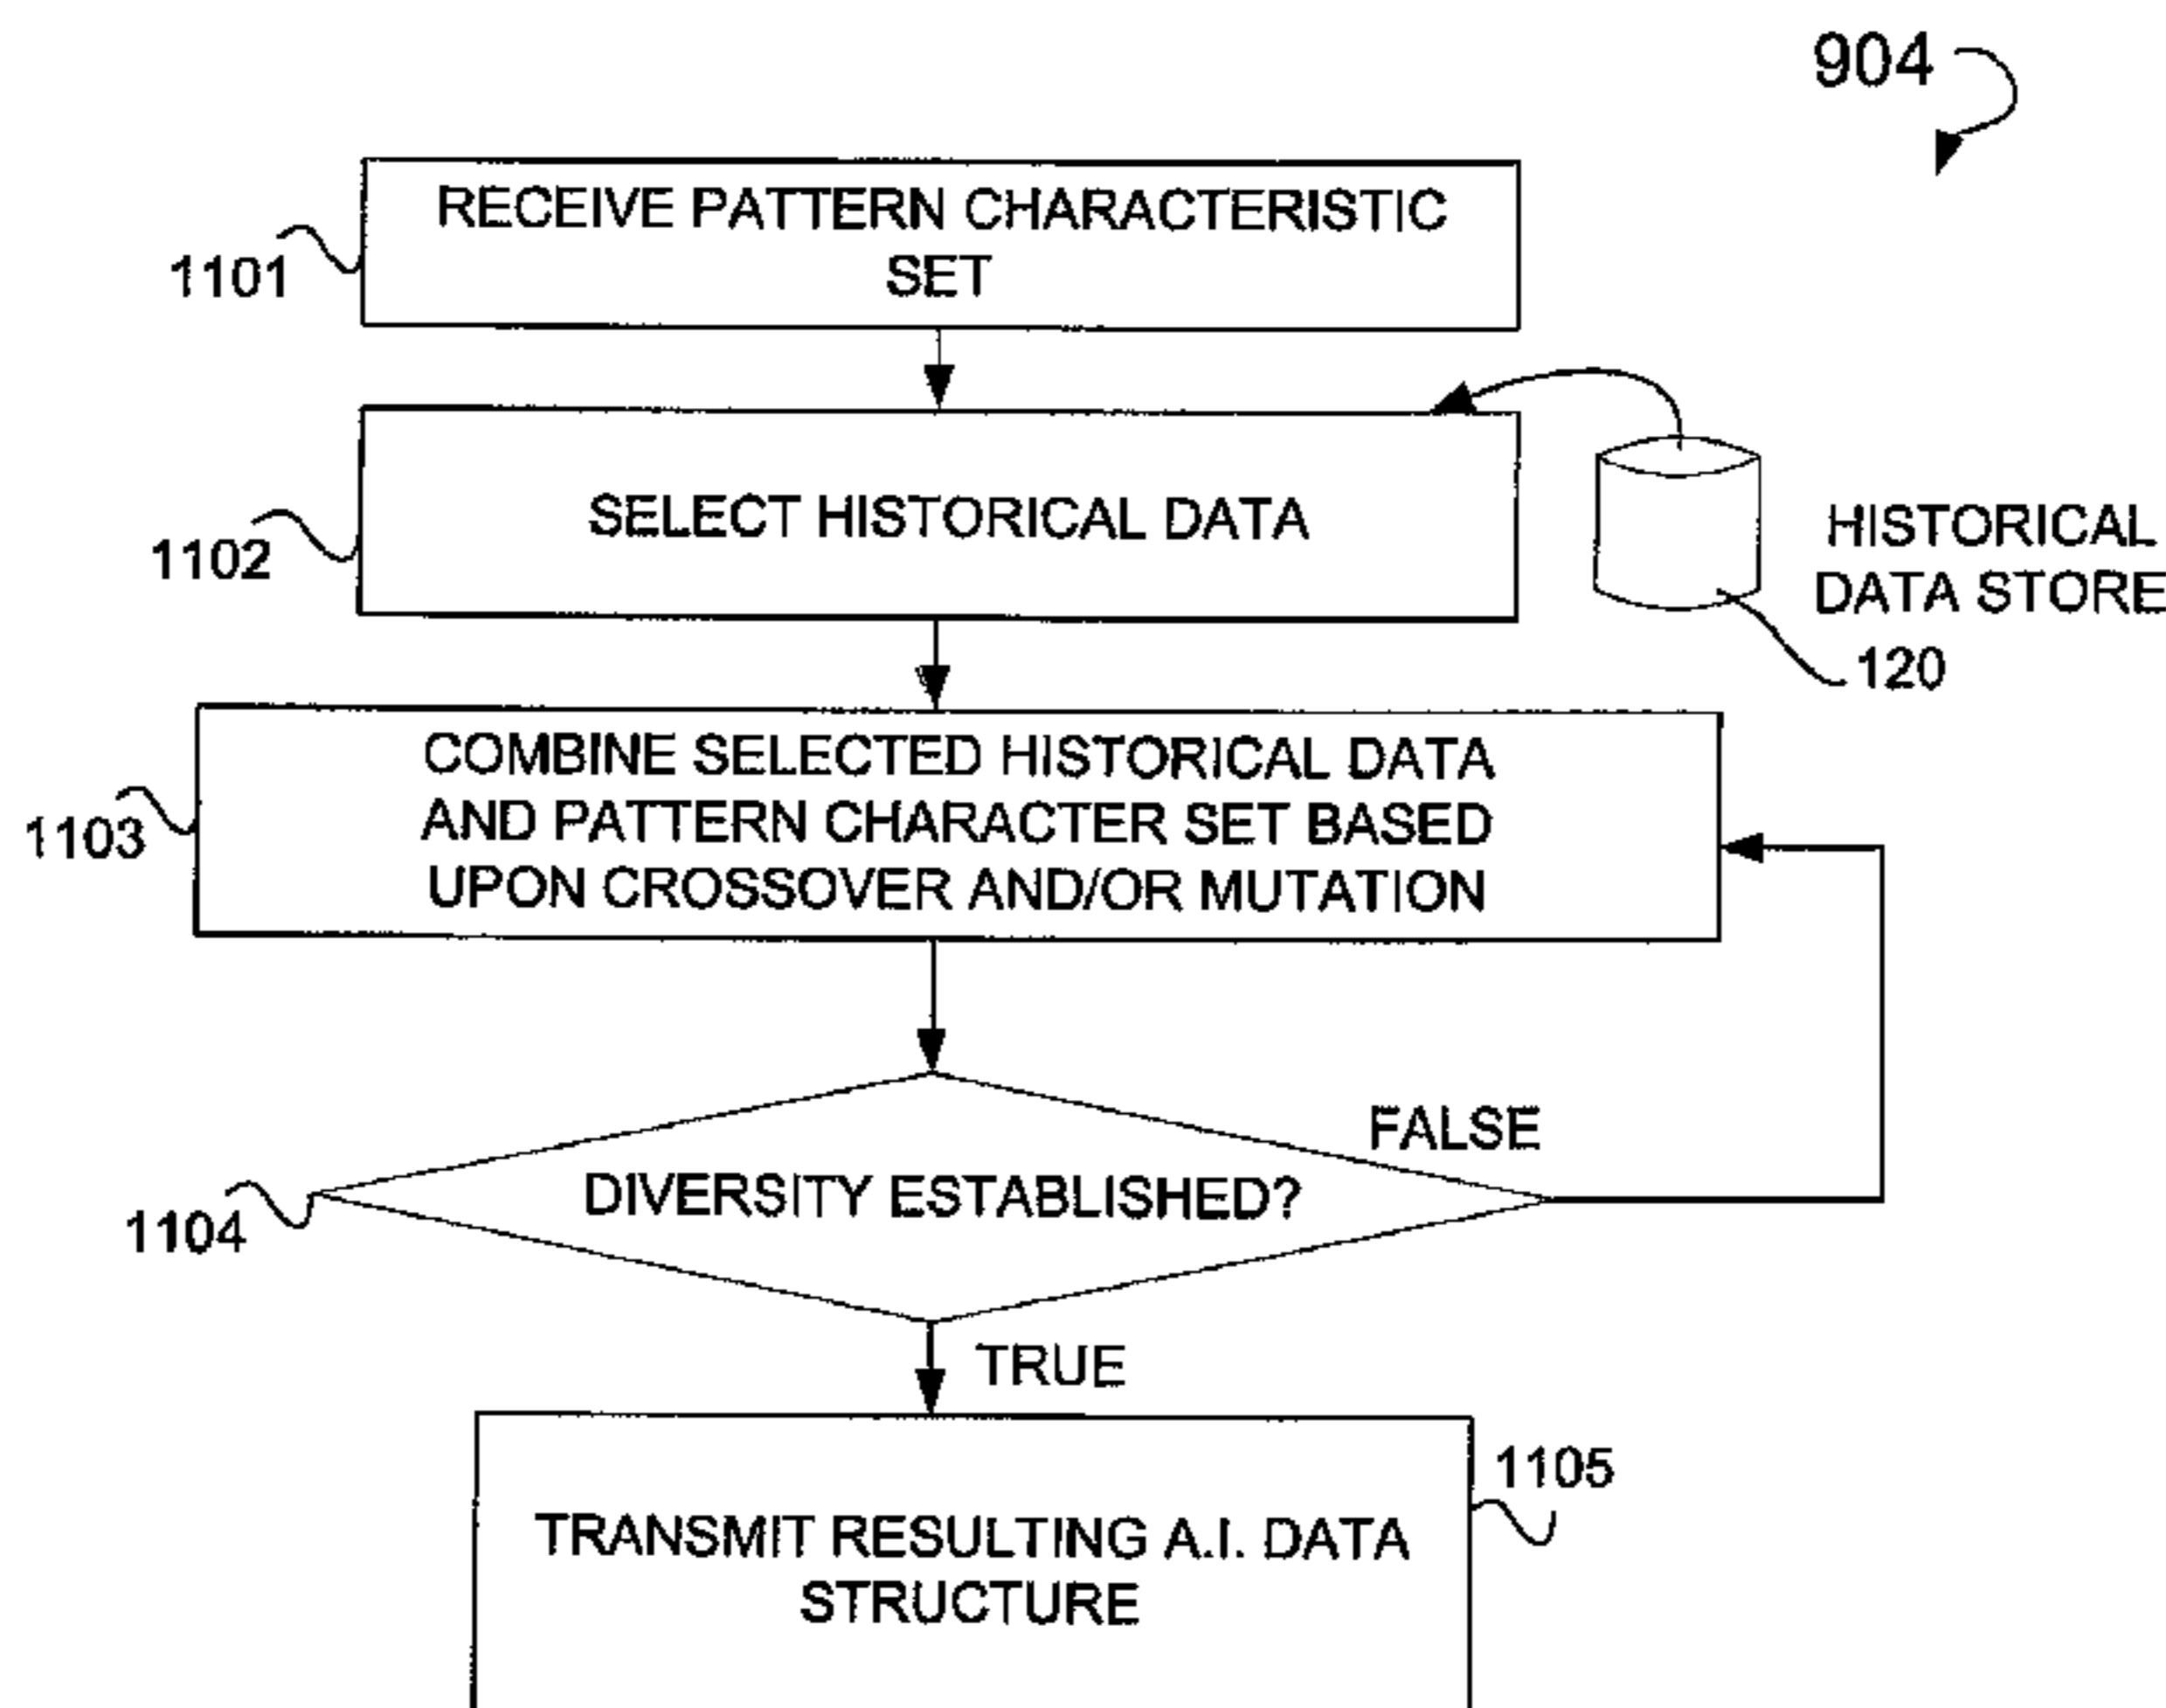 904
RECEIVE PATTERN CHARACTERISTIC
SET
1101
SELECT HISTORICAL DATA
1102
HISTORICAL
DATA STORE
120
COMBINE SELECTED HISTORICAL DATA
AND PATTERN CHARACTER SET BASED
UPON CROSSOVER AND/OR MUTATION
1103
FALSE
DIVERSITY ESTABLISHED?
1104
TRUE
1105
TRANSMIT RESULTING A.I. DATA
STRUCTURE